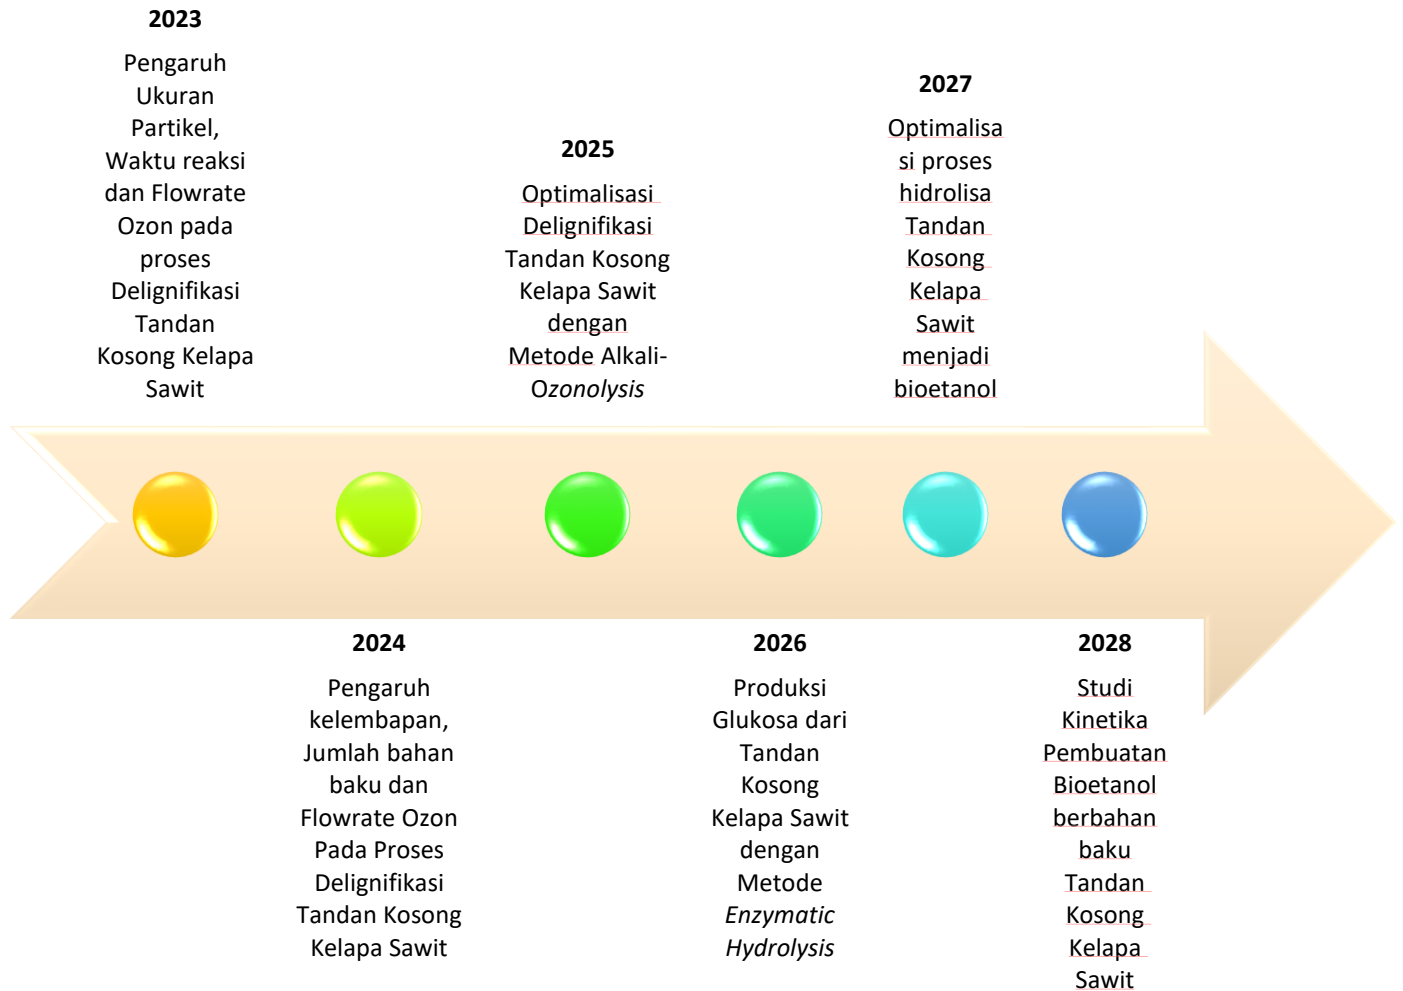 2023
Pengaruh
Ukuran
Partikel,
Waktu reaksi
dan Flowrate
Ozon pada
proses
Delignifikasi
Tandan
Kosong Kelapa
Sawit
2024
Pengaruh
kelembapan,
Jumlah bahan
baku dan
Flowrate Ozon
Pada Proses
Delignifikasi
Tandan Kosong
Kelapa Sawit
2025
Optimalisasi
Delignifikasi
Tandan Kosong
Kelapa Sawit
dengan
Metode Alkali-
Ozonolysis
2026
Produksi
Glukosa dari
Tandan
Kosong
Kelapa Sawit
dengan
Metode
Enzymatic
Hydrolysis
2027
Optimalisa
si proses
hidrolisa
Tandan
Kosong
Kelapa
Sawit
menjadi
bioetanol
2028
Studi
Kinetika
Pembuatan
Bioetanol
berbahan
baku
Tandan
Kosong
Kelapa
Sawit